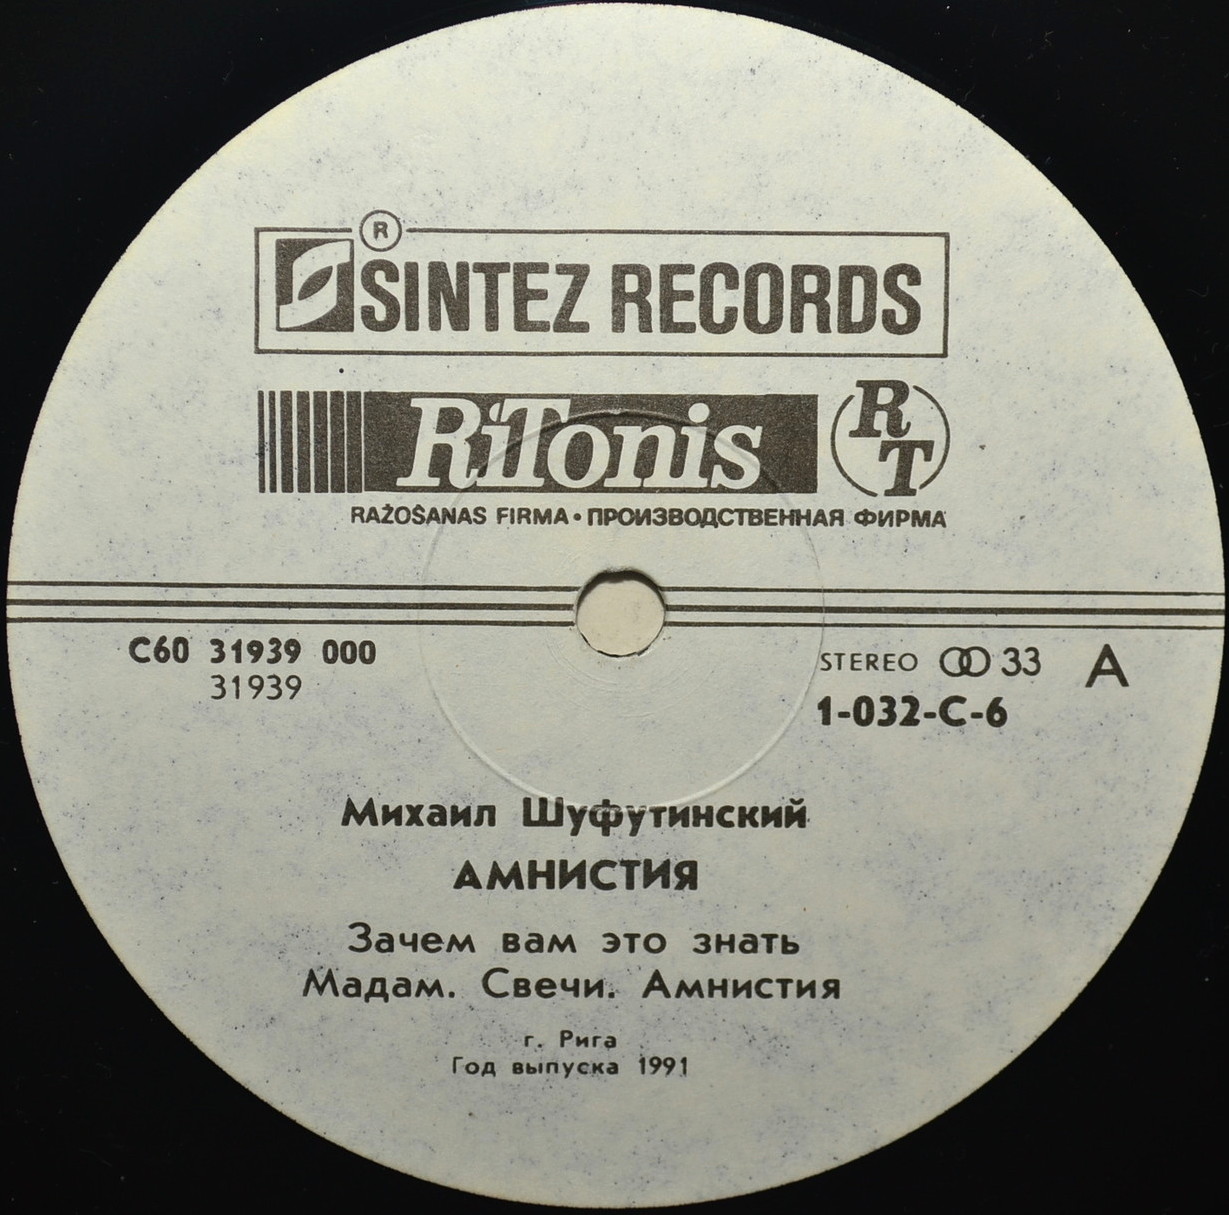 R
SINTEZ RECORDS
RiTonis
RT
RAŽOŠANAS FIRMA • ПРОИЗВОДСТВЕННАЯ ФИРМА
С60 31939 000
31939
STEREO 33 A
1-032-C-6
Михаил Шуфутинский
АМНИСТИЯ
Зачем вам это знать
Мадам. Свечи. Амнистия
г. Рига
Год выпуска 1991